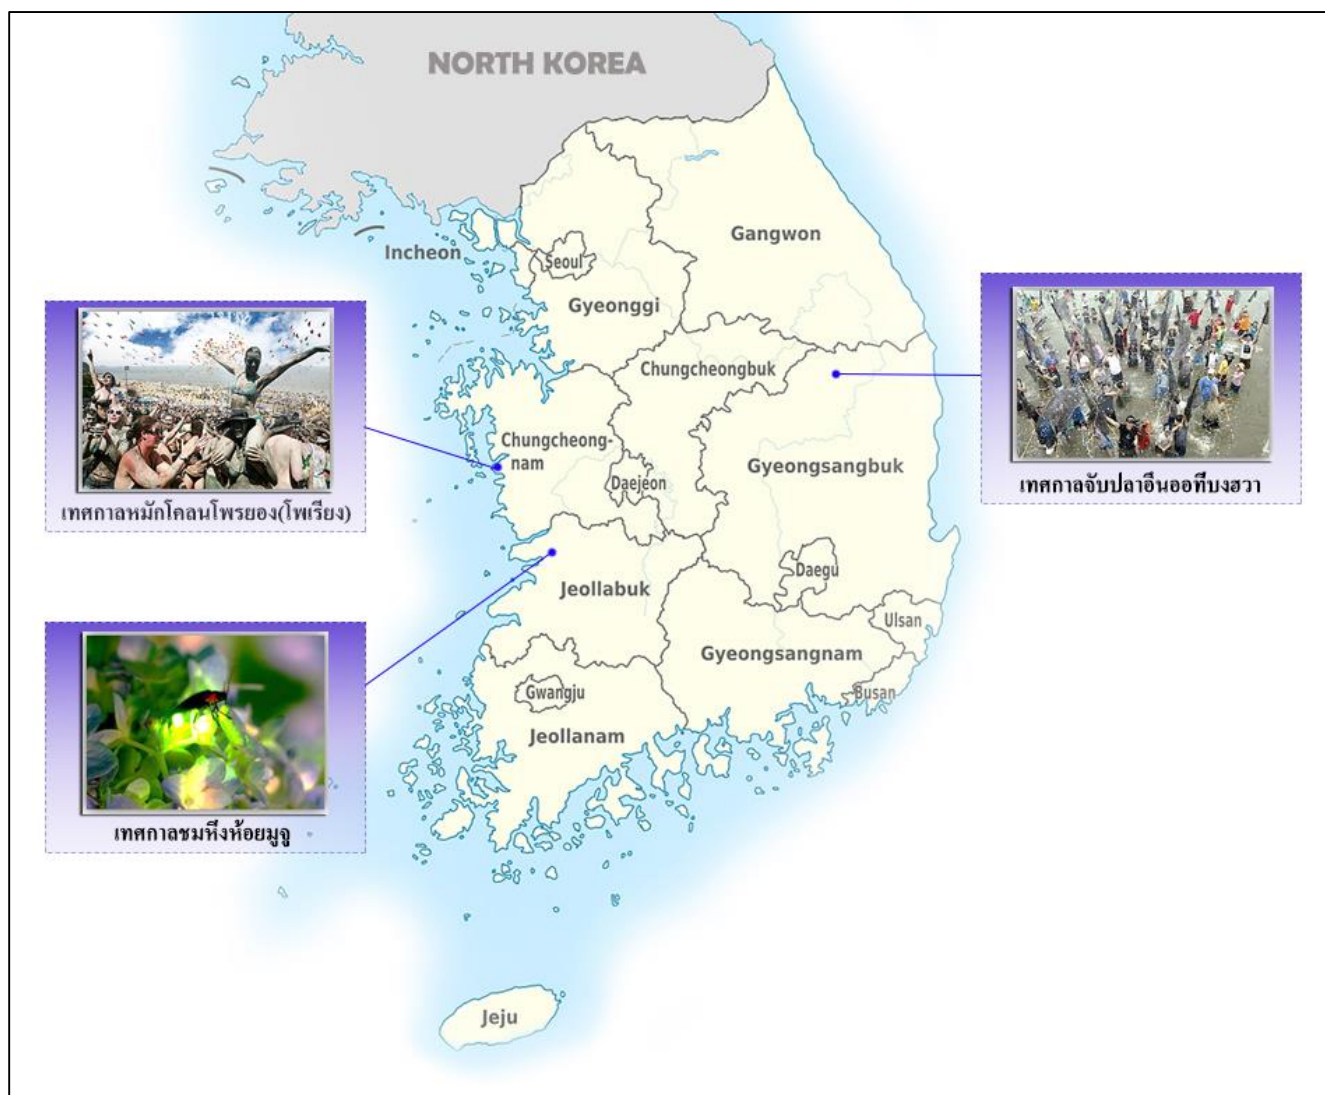 NORTH KOREA
Gangwon
Incheon
Seoul
Gyeonggi
Chungcheongbuk
Chungcheong-
nam
Daejeon
Gyeongsangbuk
เทศกาลจับปลาอึนออที่บงฮวา
เทศกาลหมักโคลนโพรยอง(โพเรียง)
Daegu
Jeollabuk
Ulsan
Gyeongsangnam
Busan
Gwangju
Jeollanam
เทศกาลชมหิ่งห้อยมูจู
Jeju